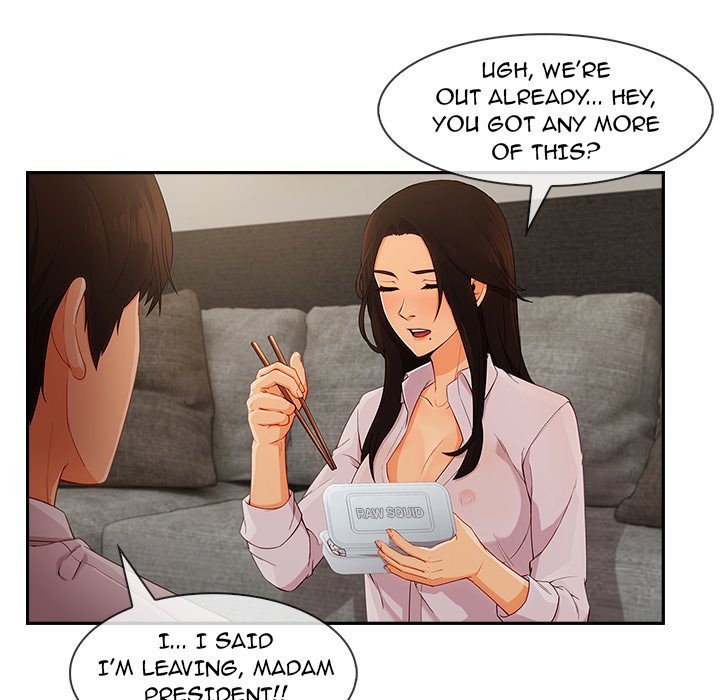 UGH, WE'RE
OUT ALREADY... HEY,
YOU GOT ANY MORE
OF THIS?
RAW SQUID
I... I SAID
I'M LEAVING, MADAM
PRESIDENT!!